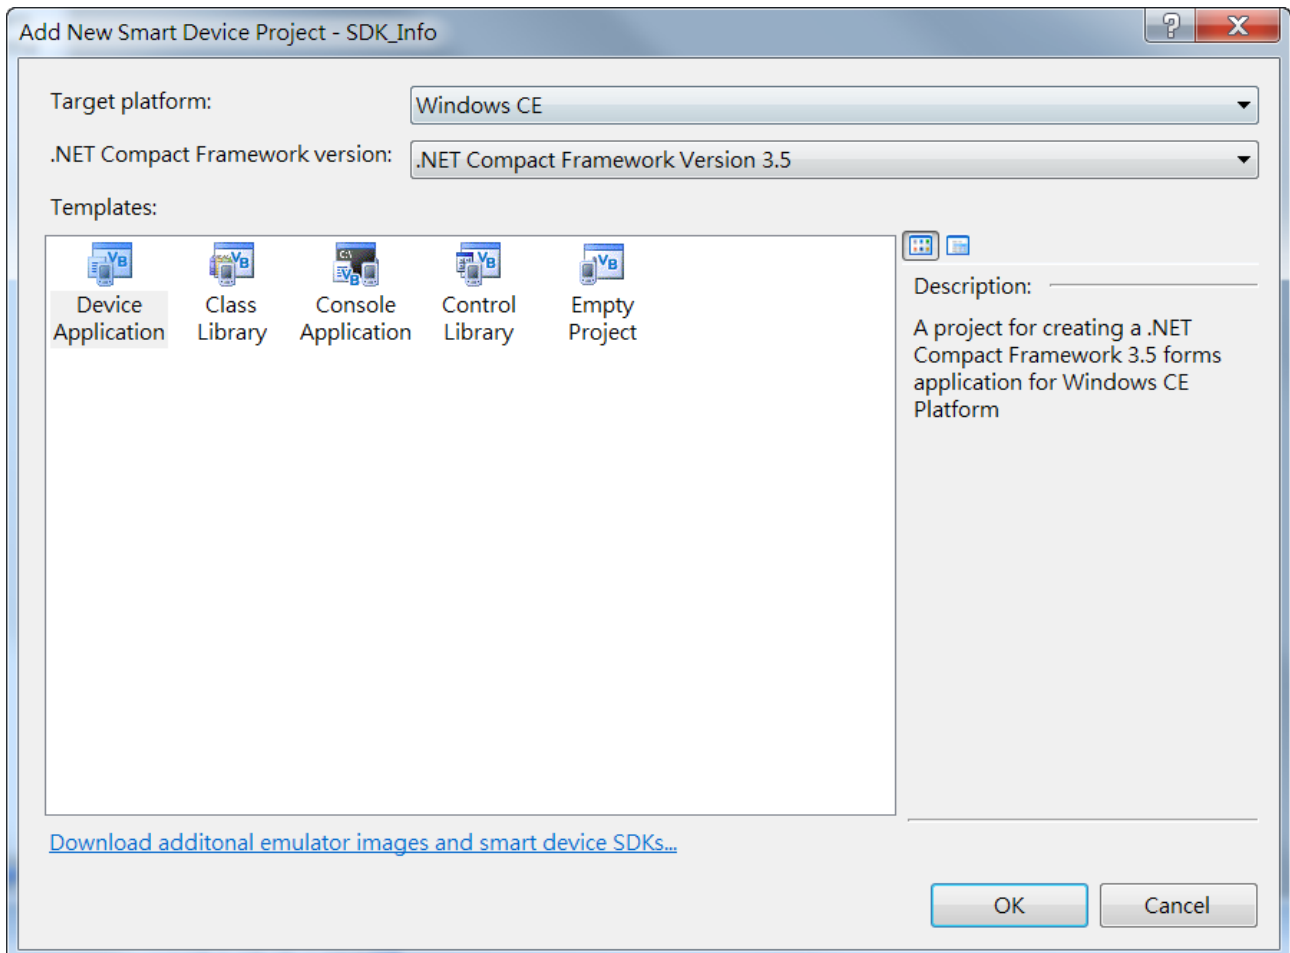 Add New Smart Device Project - SDK_Info
Target platform:
Windows CE
.NET Compact Framework version:
.NET Compact Framework Version 3.5
Templates:
Device
Application
Class
Library
Console
Application
Control
Library
Empty
Project
Description:
A project for creating a .NET
Compact Framework 3.5 forms
application for Windows CE
Platform
Download additonal emulator images and smart device SDKs...
OK
Cancel